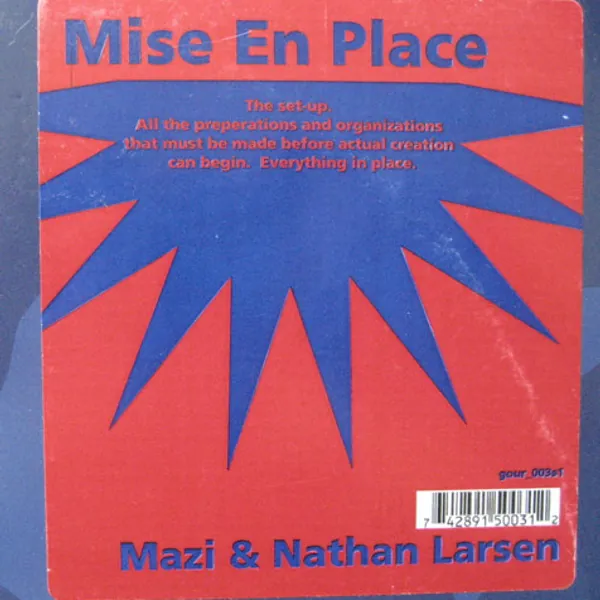 Mise En Place
The set-up.
All the preperations and organizations
that must be made before actual creation
can begin. Everything in place.
gour_003s1
7 42891 50031 2
Mazi & Nathan Larsen